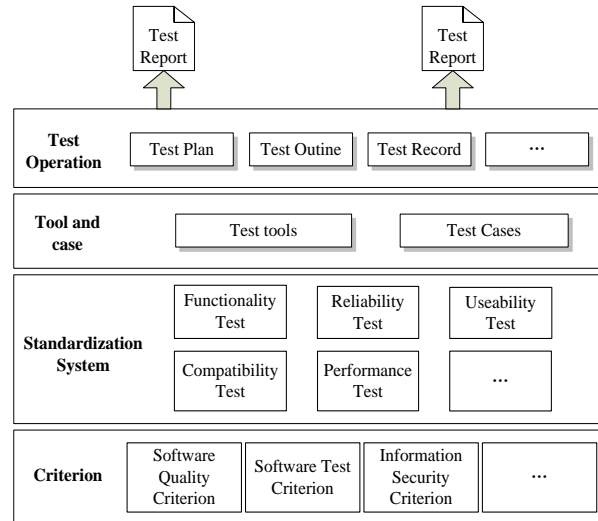 Test
Report
Test
Report
Test
Operation
Test Plan
Test Outine
Test Record
...
Tool and
case
Test tools
Test Cases
Standardization
System
Functionality
Test
Reliability
Test
Useability
Test
Compatibility
Test
Performance
Test
...
Criterion
Software
Quality
Criterion
Software Test
Criterion
Information
Security
Criterion
...